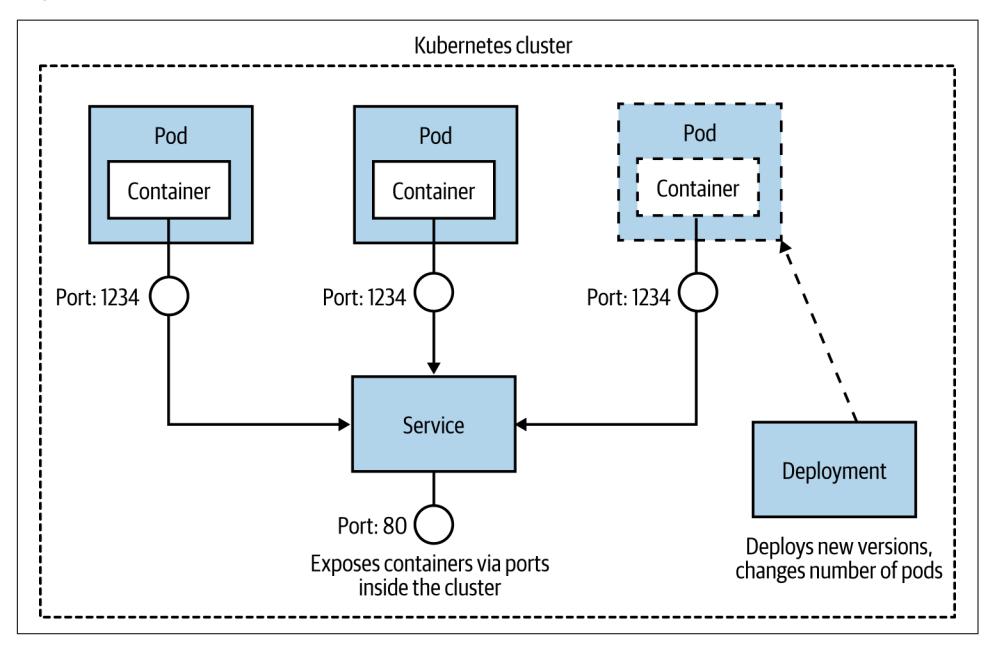 Kubernetes cluster
Pod
Container
Pod
Container
Pod
Container
Port: 1234
Port: 1234
Port: 1234
Service
Deployment
Port: 80
Exposes containers via ports
inside the cluster
Deploys new versions,
changes number of pods